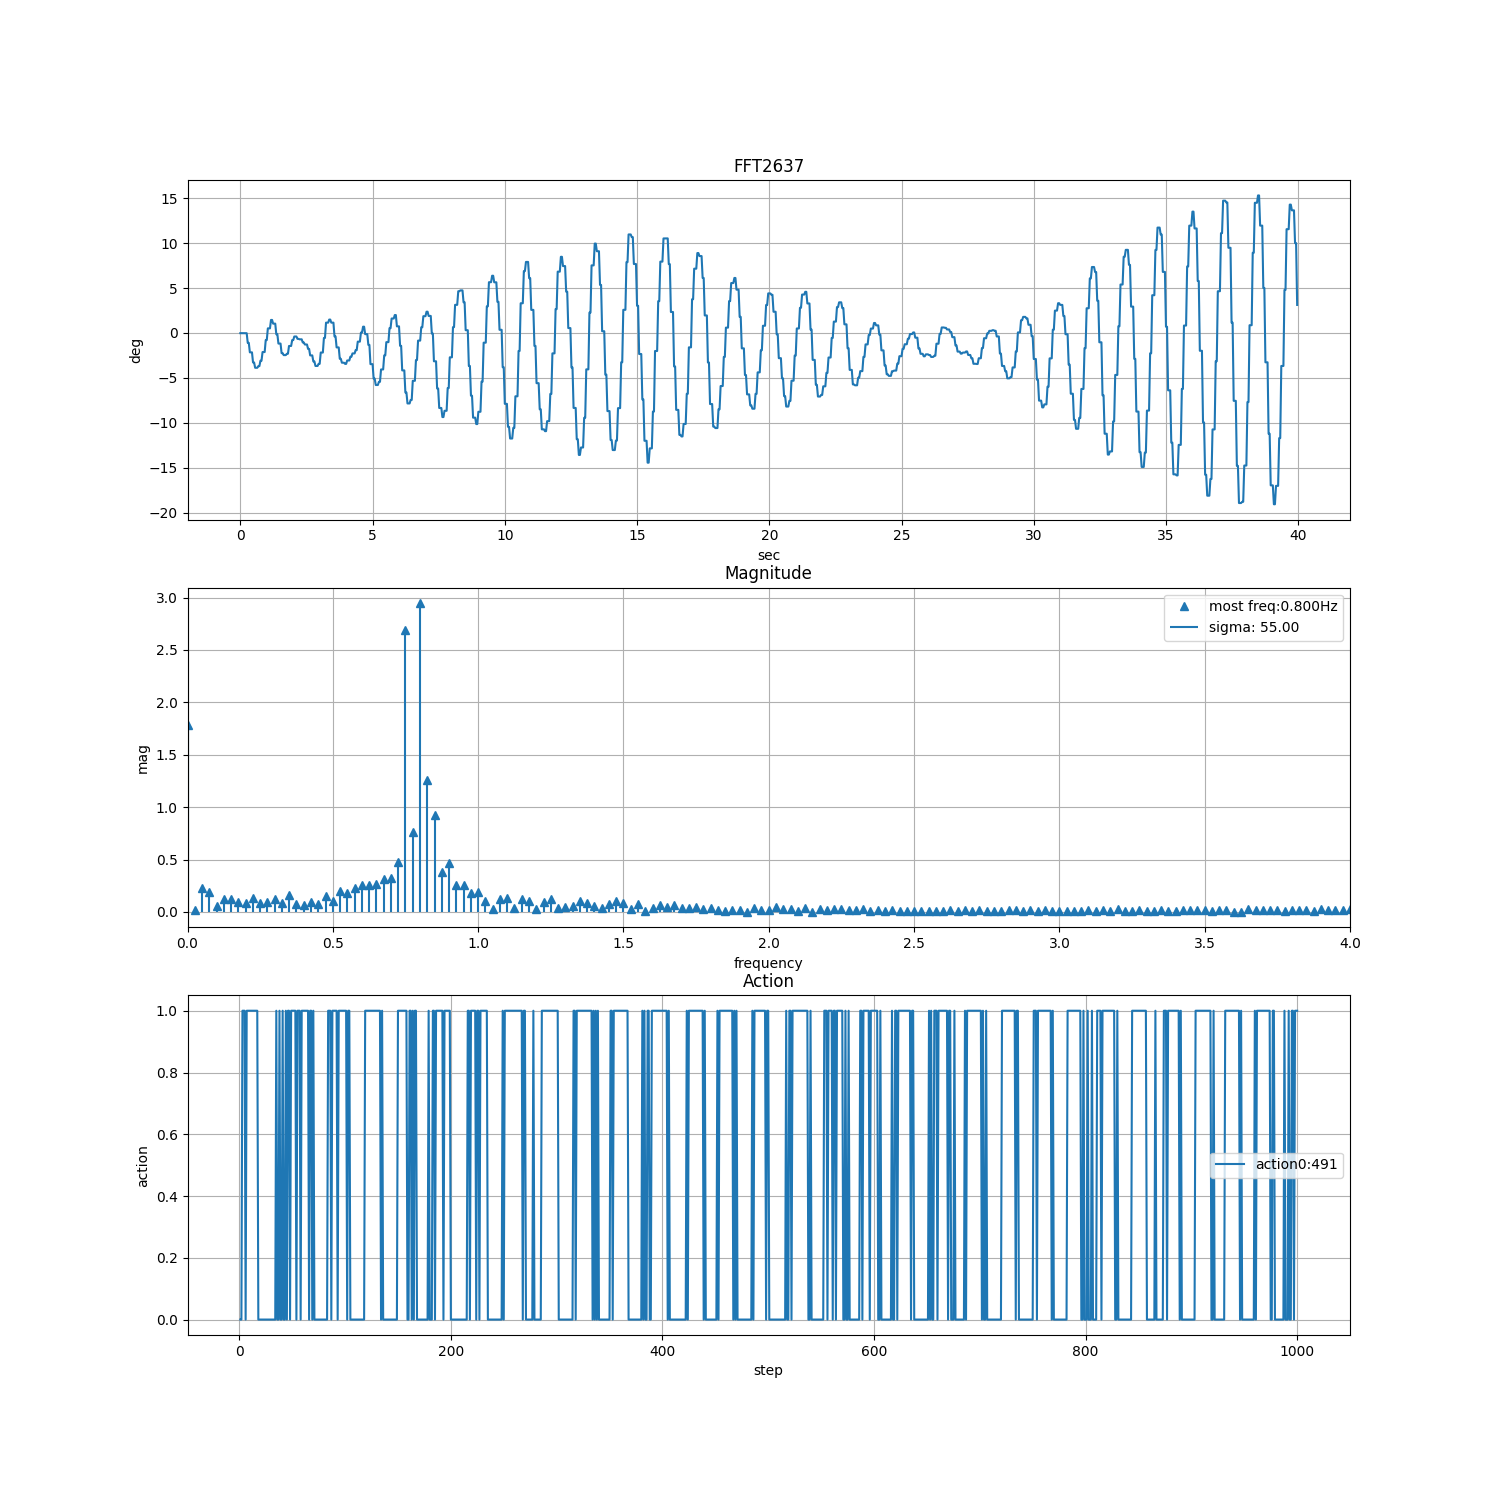 FFT2637
15
10
5
0
−5
−10
−15
−20
deg
0 5 10 15 20 25 30 35 40
sec
Magnitude
3.0
2.5
2.0
1.5
1.0
0.5
0.0
mag
most freq:0.800Hz
sigma: 55.00
0.0 0.5 1.0 1.5 2.0 2.5 3.0 3.5 4.0
frequency
Action
1.0
0.8
0.6
0.4
0.2
0.0
action
action0:491
0 200 400 600 800 1000
step